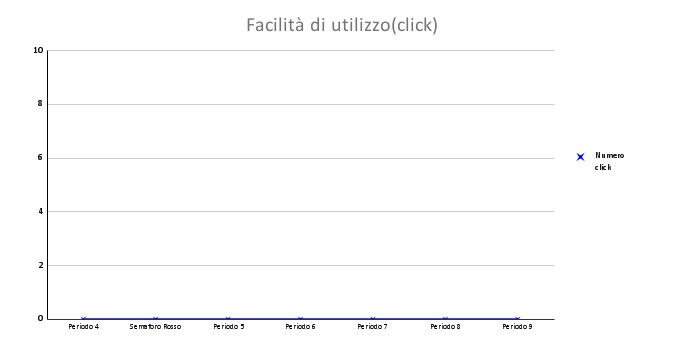 Facilità di utilizzo(click)
10
8
6
4
2
0
Periodo 4 Semaforo Rosso Periodo 5 Periodo 6 Periodo 7 Periodo 8 Periodo 9
Numero
click